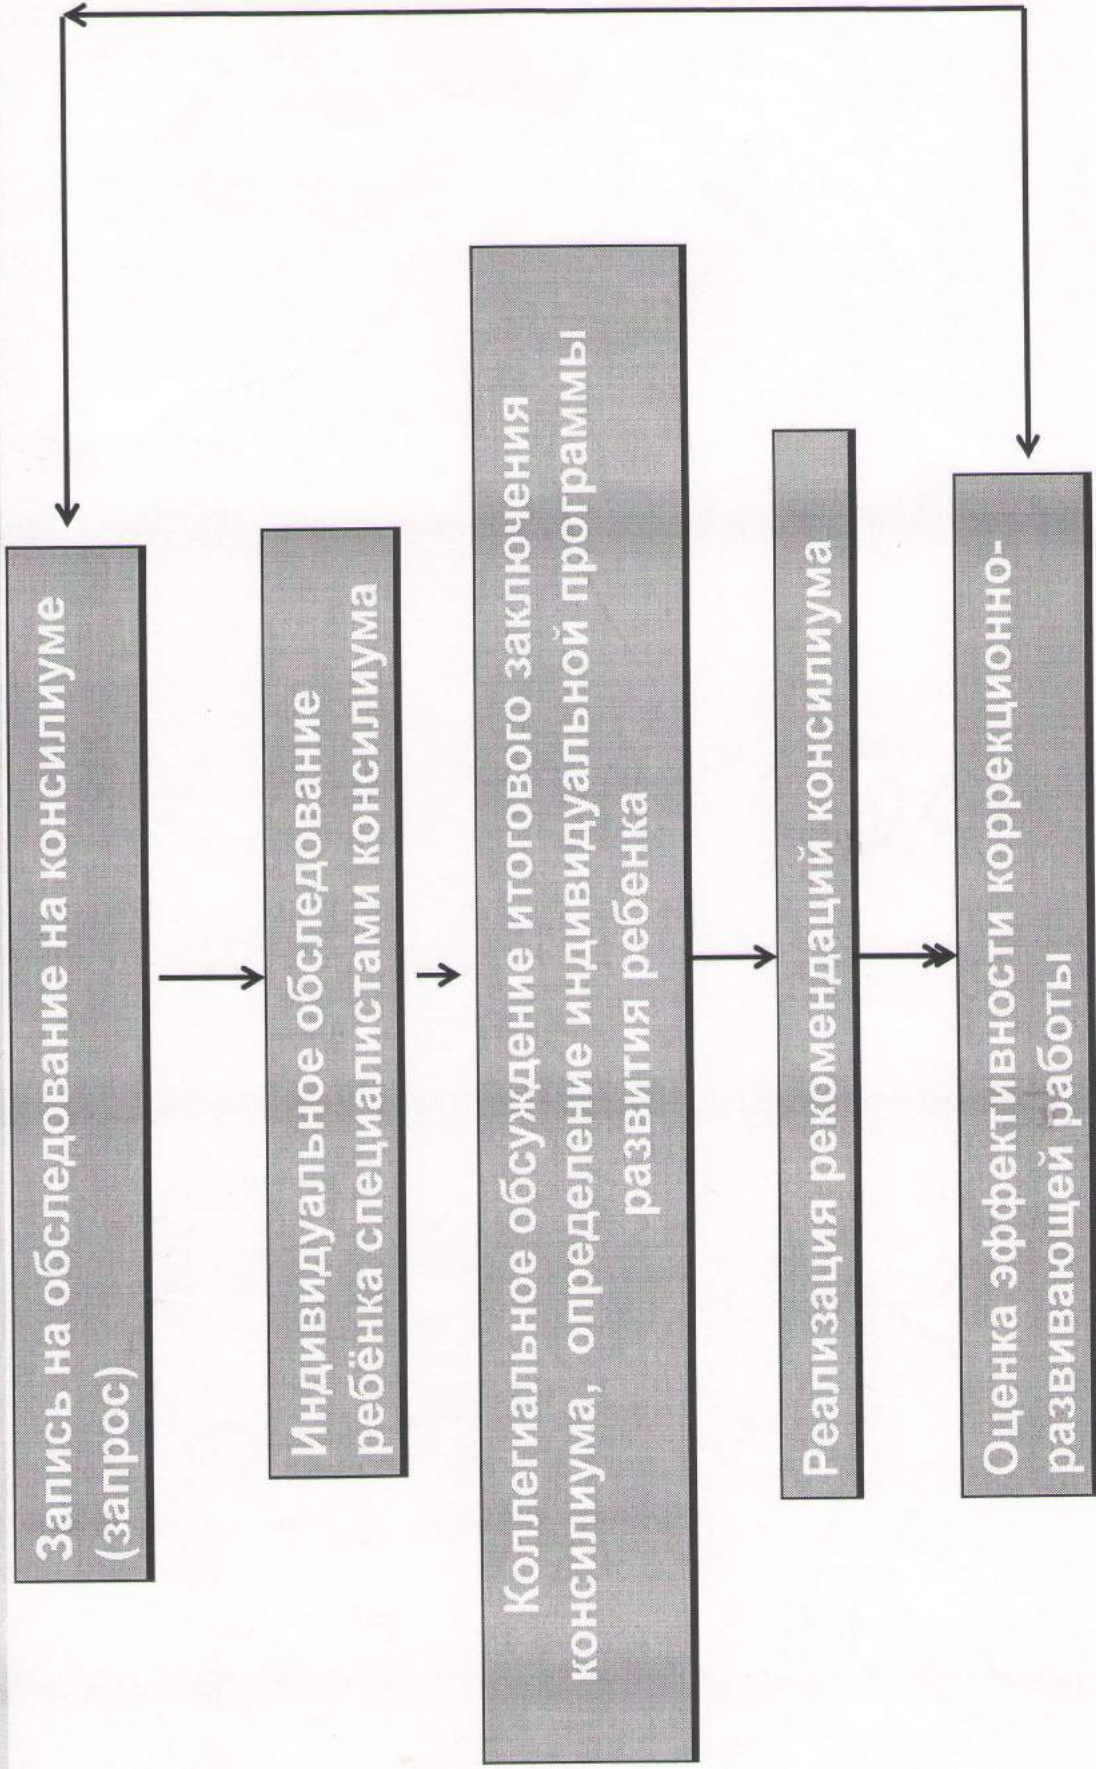 Запись на обследование на консилиуме
(запрос)
Индивидуальное обследование
ребёнка специалистами консилиума
Коллегиальное обсуждение итогового заключения
консилиума, определение индивидуальной программы
развития ребенка
Реализация рекомендаций консилиума
Оценка эффективности коррекционно-
развивающей работы